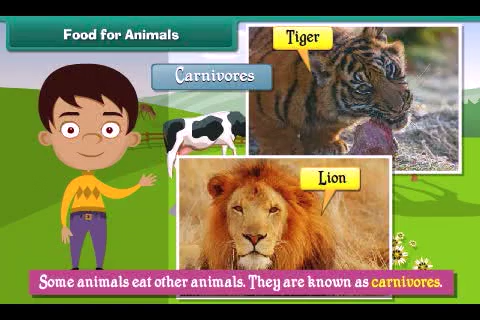 Food for Animals
Tiger
Carnivores
Lion
Some animals eat other animals. They are known as carnivores.